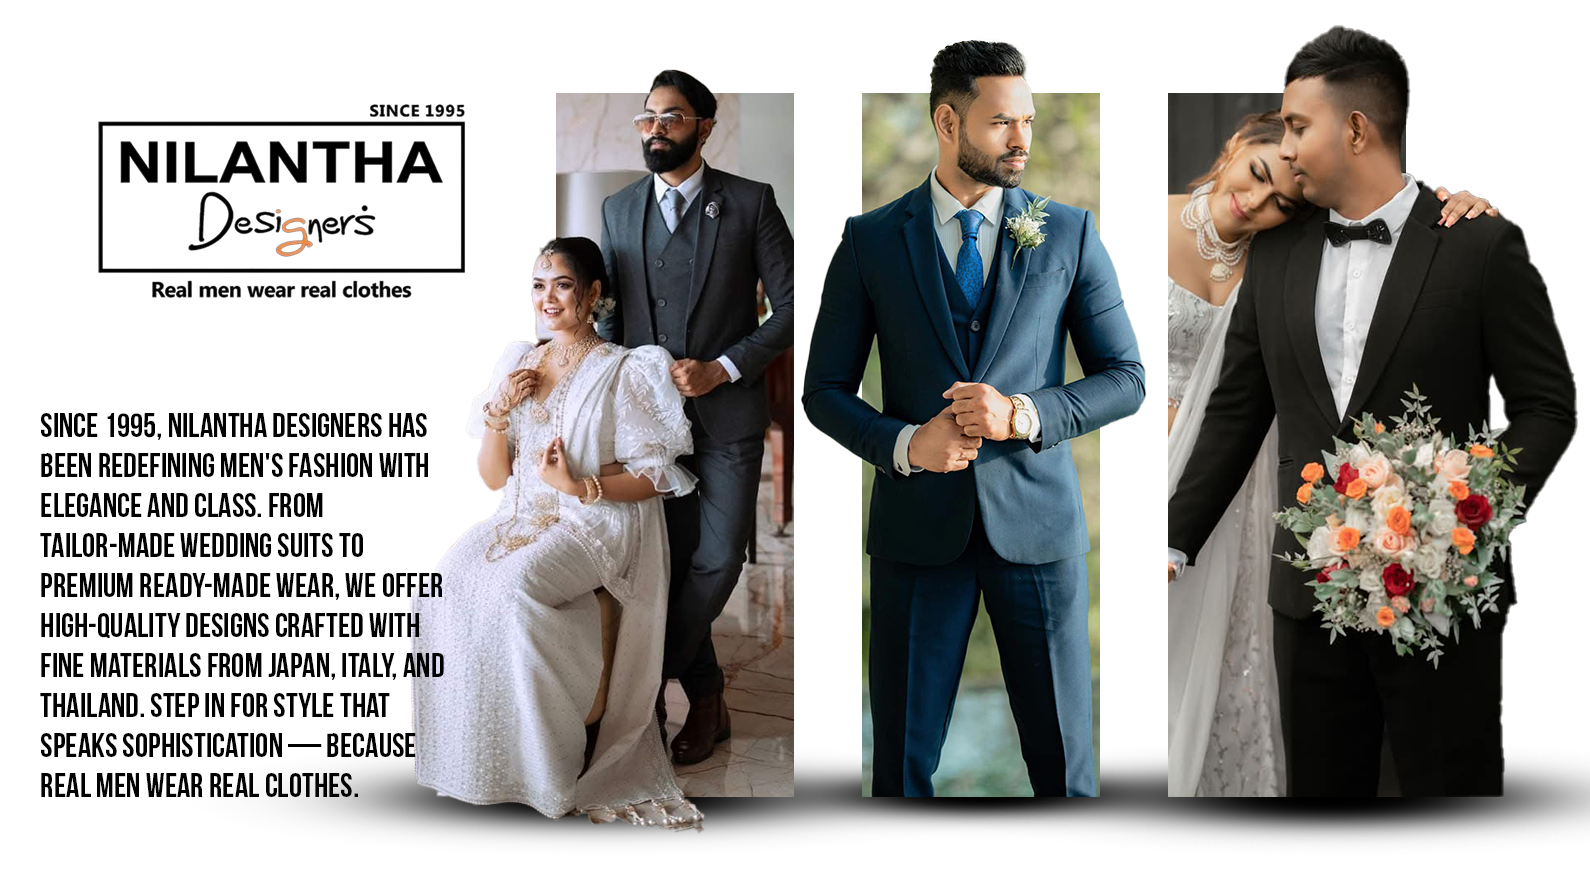 SINCE 1995
NILANTHA
Designer's
Real men wear real clothes
SINCE 1995, NILANTHA DESIGNERS HAS
BEEN REDEFINING MEN'S FASHION WITH
ELEGANCE AND CLASS. FROM
TAILOR-MADE WEDDING SUITS TO
PREMIUM READY-MADE WEAR, WE OFFER
HIGH-QUALITY DESIGNS CRAFTED WITH
FINE MATERIALS FROM JAPAN, ITALY, AND
THAILAND. STEP IN FOR STYLE THAT
SPEAKS SOPHISTICATION — BECAUSE
REAL MEN WEAR REAL CLOTHES.